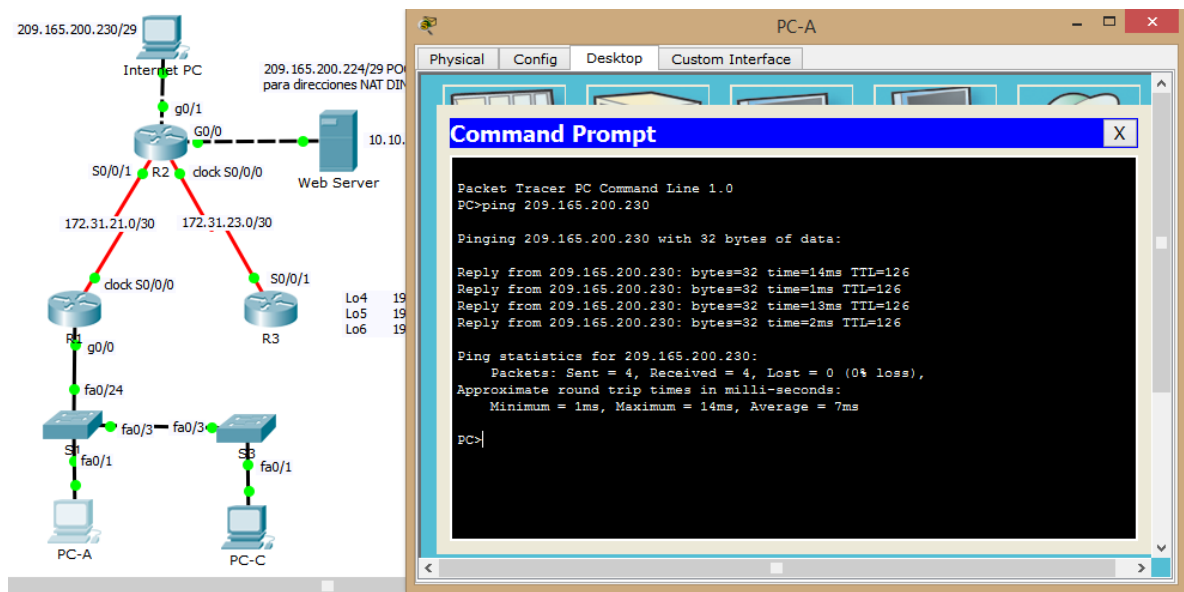 209.165.200.230/29
Internet PC
209.165.200.224/29
para direcciones NAT
g0/1
G0/0
10.10.
S0/0/1
R2
clock S0/0/0
Web Server
172.31.21.0/30
172.31.23.0/30
clock S0/0/0
S0/0/1
R1
g0/0
R3
Lo4 19
Lo5 19
Lo6 19
fa0/24
fa0/3
fa0/3
S1
fa0/1
S3
fa0/1
PC-A
PC-C
PC-A
Physical Config Desktop Custom Interface
Command Prompt X
Packet Tracer PC Command Line 1.0
PC>ping 209.165.200.230
Pinging 209.165.200.230 with 32 bytes of data:
Reply from 209.165.200.230: bytes=32 time=14ms TTL=126
Reply from 209.165.200.230: bytes=32 time=1ms TTL=126
Reply from 209.165.200.230: bytes=32 time=13ms TTL=126
Reply from 209.165.200.230: bytes=32 time=2ms TTL=126
Ping statistics for 209.165.200.230:
Packets: Sent = 4, Received = 4, Lost = 0 (0% loss),
Approximate round trip times in milli-seconds:
Minimum = 1ms, Maximum = 14ms, Average = 7ms
PC>